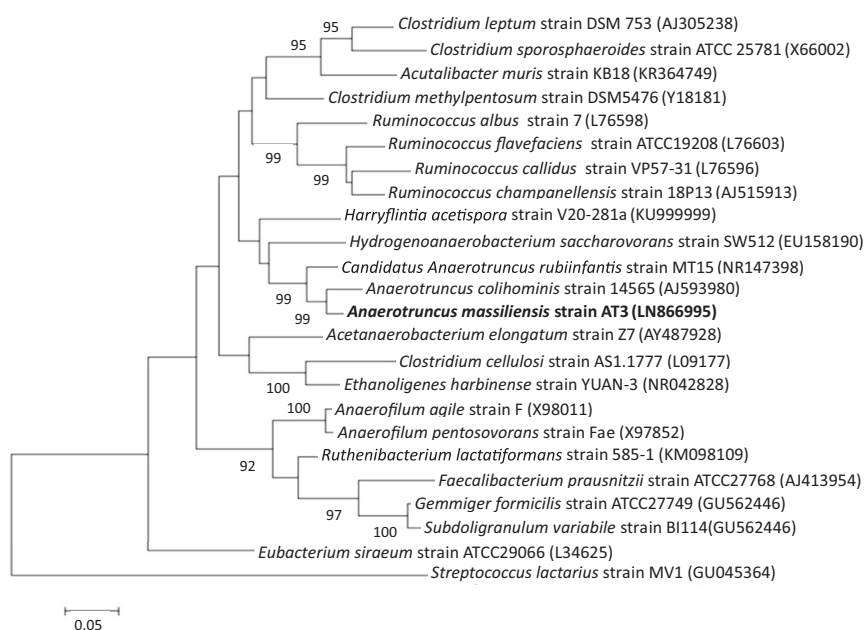 95
Clostridium leptum strain DSM 753 (AJ305238)
95
Clostridium sporosphaeroides strain ATCC 25781 (X66002)
Acutalibacter muris strain KB18 (KR364749)
Clostridium methylpentosum strain DSM5476 (Y18181)
Ruminococcus albus strain 7 (L76598)
99
Ruminococcus flavefaciens strain ATCC19208 (L76603)
99
Ruminococcus callidus strain VP57-31 (L76596)
Ruminococcus champanellensis strain 18P13 (AJ515913)
Harryflintia acetispora strain V20-281a (KU999999)
Hydrogenoanaerobacterium saccharovorans strain SW512 (EU158190)
Candidatus Anaerotruncus rubiinfantis strain MT15 (NR147398)
99
Anaerotruncus colihominis strain 14565 (AJ593980)
99
Anaerotruncus massiliensis strain AT3 (LN866995)
Acetanaerobacterium elongatum strain Z7 (AY487928)
Clostridium cellulosi strain AS1.1777 (L09177)
100
Ethanoligenes harbinense strain YUAN-3 (NR042828)
100
Anaerofilum agile strain F (X98011)
Anaerofilum pentosovorans strain Fae (X97852)
92
Ruthenibacterium lactatiformans strain 585-1 (KM098109)
Faecalibacterium prausnitzii strain ATCC27768 (AJ413954)
97
Gemmiger formicilis strain ATCC27749 (GU562446)
100
Subdoligranulum variabile strain BI114(GU562446)
Eubacterium siraeum strain ATCC29066 (L34625)
Streptococcus lactarius strain MV1 (GU045364)
0.05